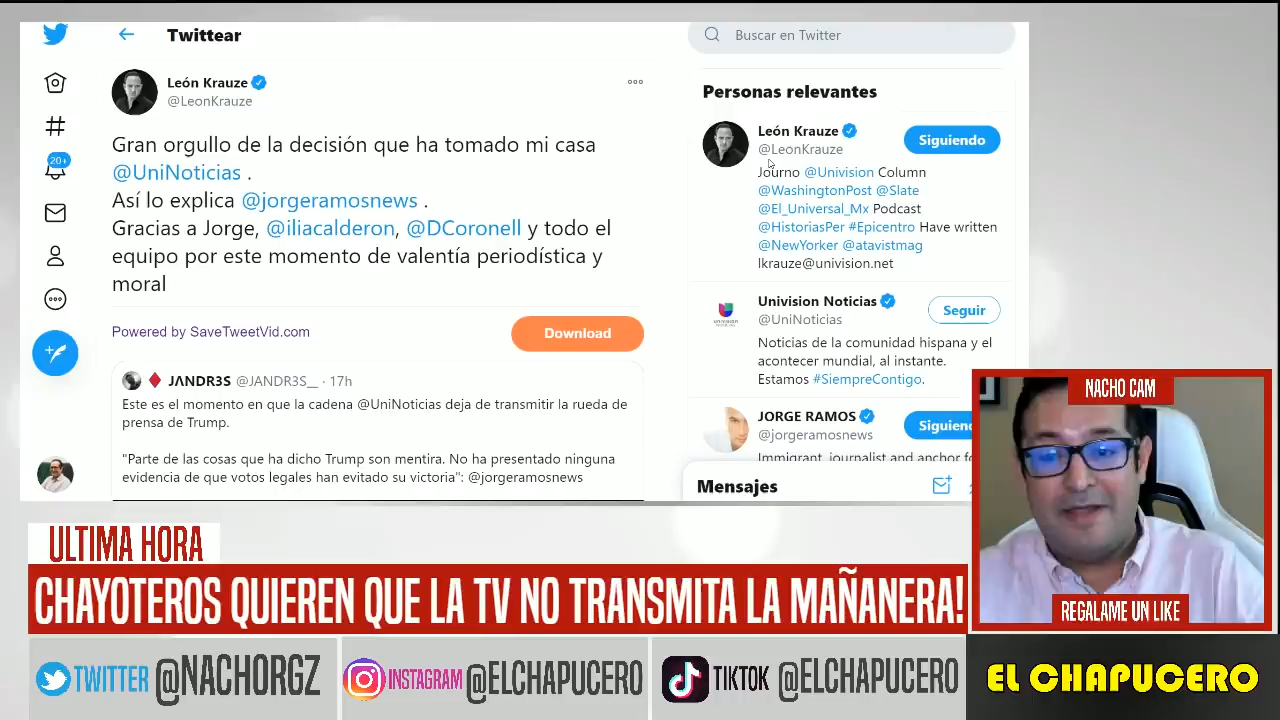 Twittear
León Krauze
@LeonKrauze
Gran orgullo de la decisión que ha tomado mi casa
@UniNoticias .
Así lo explica @jorgeramosnews .
Gracias a Jorge, @iliacalderon, @DCoronell y todo el
equipo por este momento de valentía periodística y
moral
Powered by SaveTweetVid.com
Download
JΛNDR3S @JANDR3S__ · 17h
Este es el momento en que la cadena @UniNoticias deja de transmitir la rueda de
prensa de Trump.
"Parte de las cosas que ha dicho Trump son mentira. No ha presentado ninguna
evidencia de que votos legales han evitado su victoria": @jorgeramosnews
20+
Buscar en Twitter
Personas relevantes
León Krauze
@LeonKrauze
Siguiendo
Journo @Univision Column
@WashingtonPost @Slate
@El_Universal_Mx Podcast
@HistoriasPer #Epicentro Have written
@NewYorker @atavistmag
lkrauze@univision.net
Univision Noticias
@UniNoticias
Seguir
Noticias de la comunidad hispana y el
acontecer mundial, al instante.
Estamos #SiempreContigo.
JORGE RAMOS
@jorgeramosnews
Siguien
Immigrant, journalist and anchor fo
Mensajes
NACHO CAM
REGALAME UN LIKE
ULTIMA HORA
CHAYOTEROS QUIEREN QUE LA TV NO TRANSMITA LA MAÑANERA!
TWITTER @NACHORGZ
INSTAGRAM @ELCHAPUCERO
TIKTOK @ELCHAPUCERO
EL CHAPUCERO